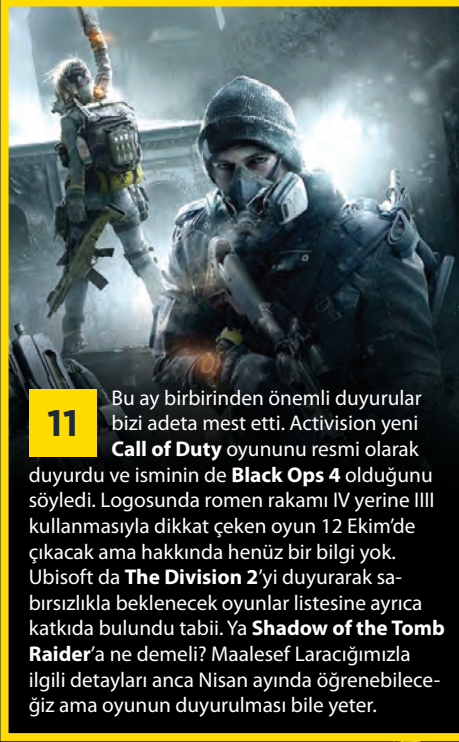 11
Bu ay birbirinden önemli duyurular
bizi adeta mest etti. Activision yeni
Call of Duty oyununu resmi olarak
duyurdu ve isminin de Black Ops 4 olduğunu
söyledi. Logosunda romen rakamı IV yerine IIII
kullanmasıyla dikkat çeken oyun 12 Ekim’de
çıkacak ama hakkında henüz bir bilgi yok.
Ubisoft da The Division 2’yi duyurarak sa-
bırsızlıkla beklenecek oyunlar listesine ayrıca
katkıda bulundu tabii. Ya Shadow of the Tomb
Raider’a ne demeli? Maalesef Laracığımızla
ilgili detayları anca Nisan ayında öğrenebilece-
ğiz ama oyunun duyurulması bile yeter.